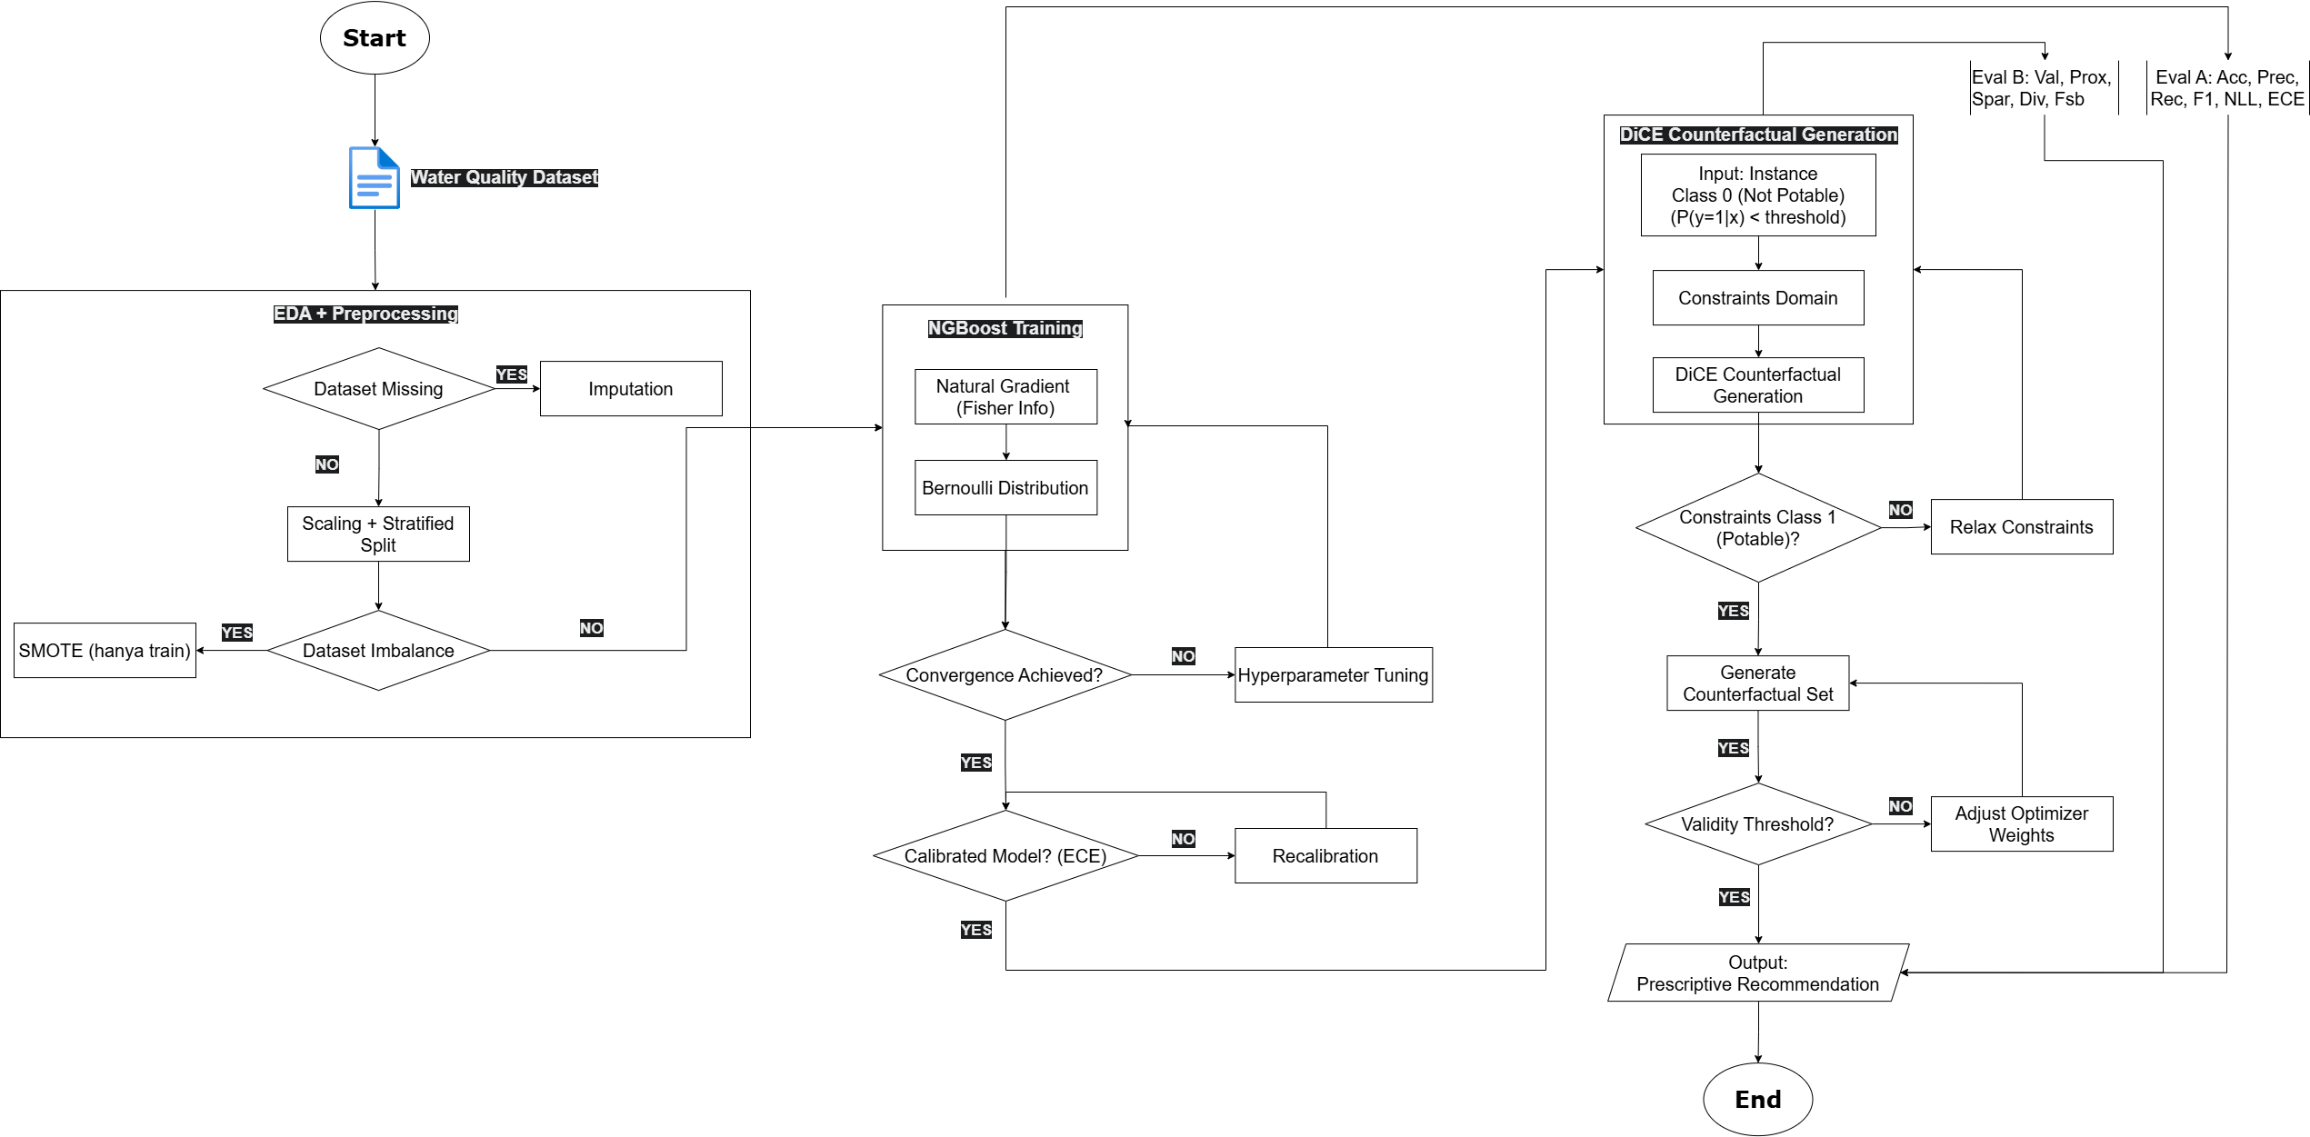 Start
Water Quality Dataset
EDA + Preprocessing
Dataset Missing
YES
Imputation
NO
Scaling + Stratified
Split
Dataset Imbalance
YES
SMOTE (hanya train)
NO
NGBoost Training
Natural Gradient
(Fisher Info)
Bernoulli Distribution
Convergence Achieved?
NO
Hyperparameter Tuning
YES
Calibrated Model? (ECE)
NO
Recalibration
YES
DiCE Counterfactual Generation
Input: Instance
Class 0 (Not Potable)
(P(y=1|x) < threshold)
Constraints Domain
DiCE Counterfactual
Generation
Constraints Class 1
(Potable)?
NO
Relax Constraints
YES
Generate
Counterfactual Set
YES
Validity Threshold?
NO
Adjust Optimizer
Weights
YES
Output:
Prescriptive Recommendation
End
Eval B: Val, Prox,
Spar, Div, Fsb
Eval A: Acc, Prec,
Rec, F1, NLL, ECE